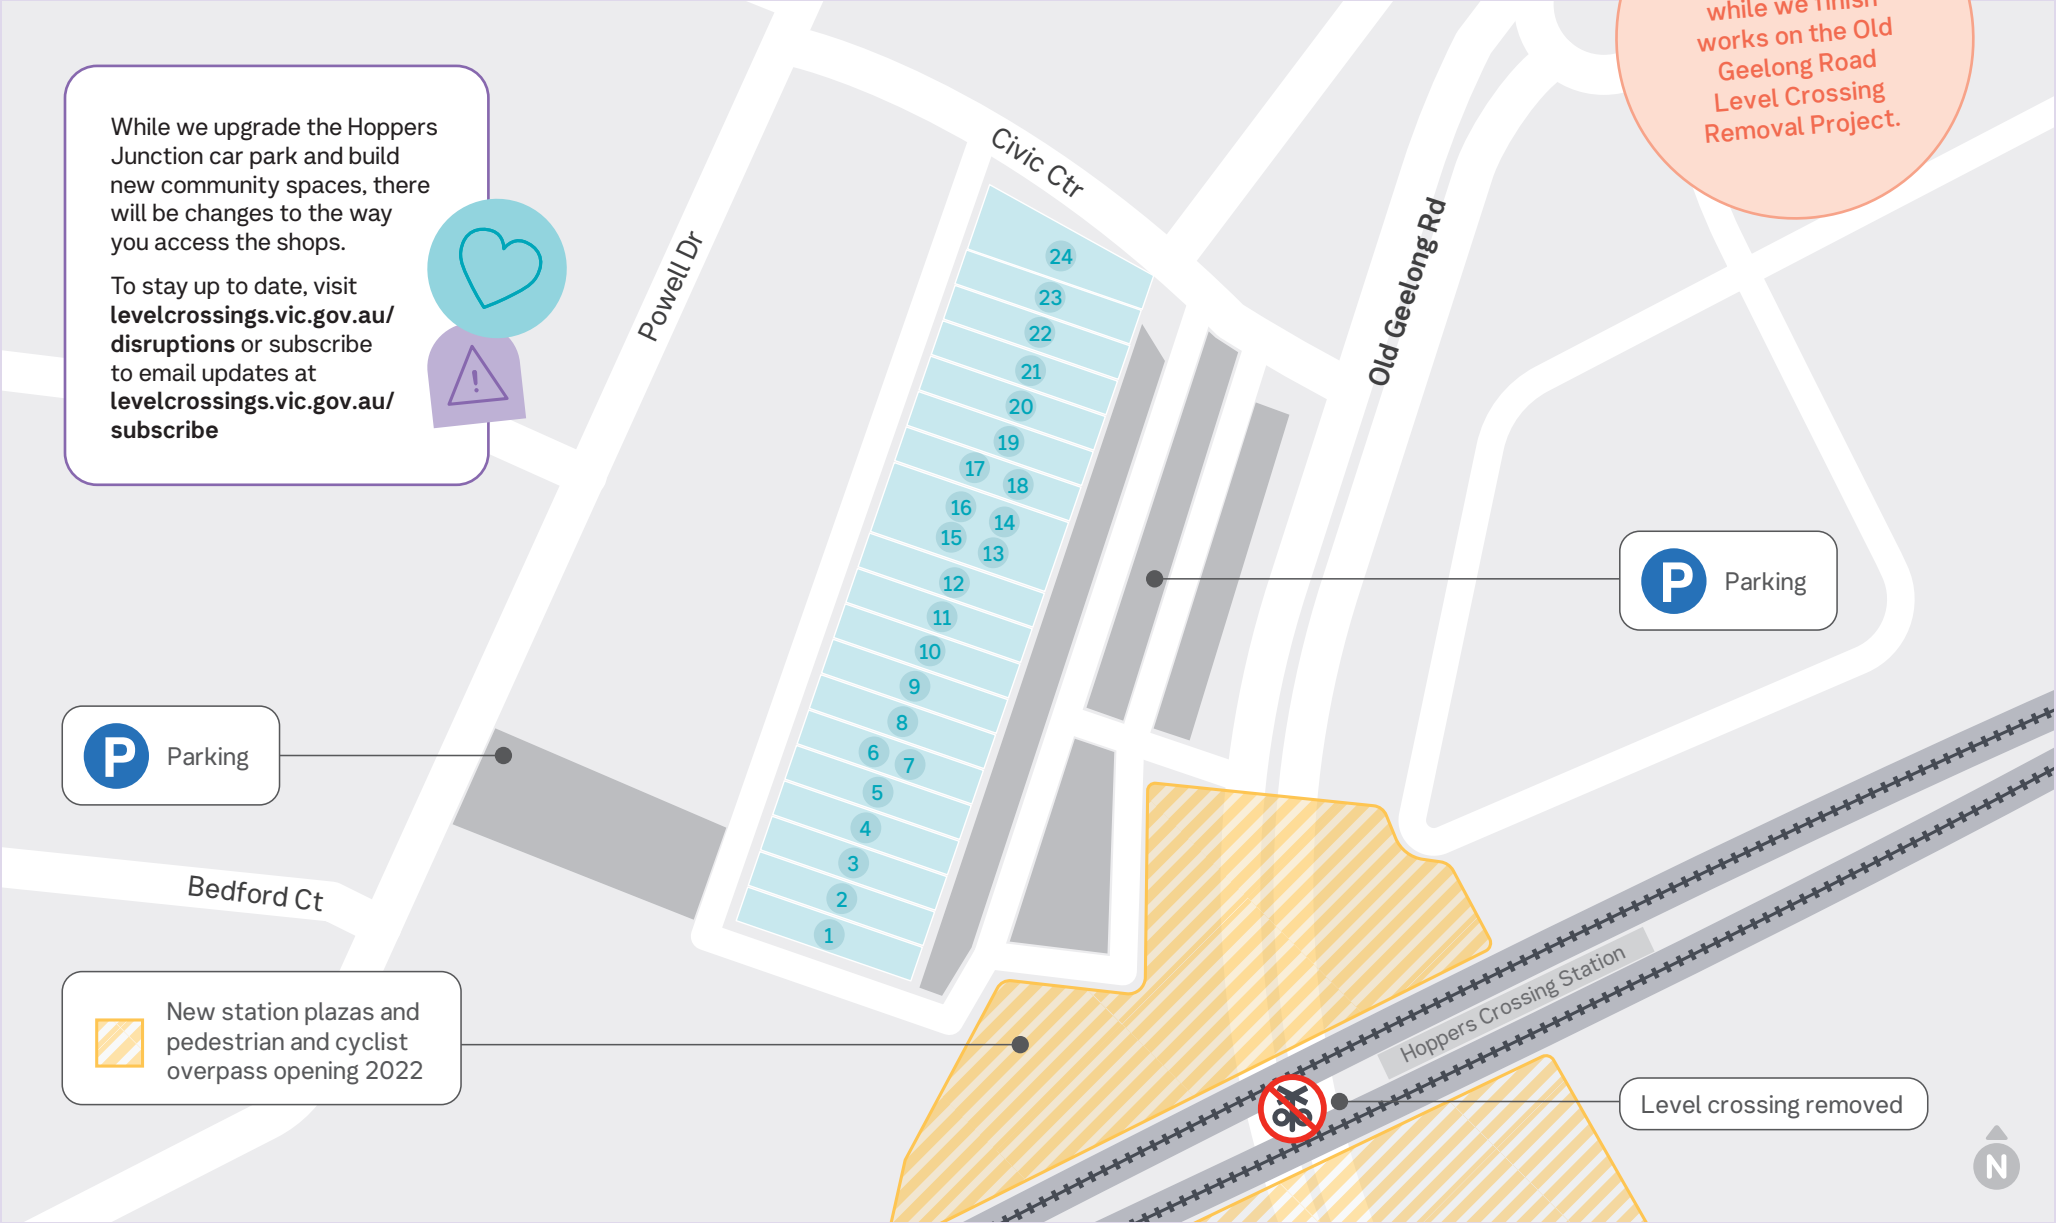 while we finish
works on the Old
Geelong Road
Level Crossing
Removal Project.
While we upgrade the Hoppers
Junction car park and build
new community spaces, there
will be changes to the way
you access the shops.
To stay up to date, visit
levelcrossings.vic.gov.au/
disruptions or subscribe
to email updates at
levelcrossings.vic.gov.au/
subscribe
!
Civic Ctr
Powell Dr
Old Geelong Rd
24
23
22
21
20
19
17
18
16
14
15
13
12
11
10
9
8
6
7
5
4
3
2
1
P Parking
P Parking
Bedford Ct
New station plazas and
pedestrian and cyclist
overpass opening 2022
Hoppers Crossing Station
Level crossing removed
N